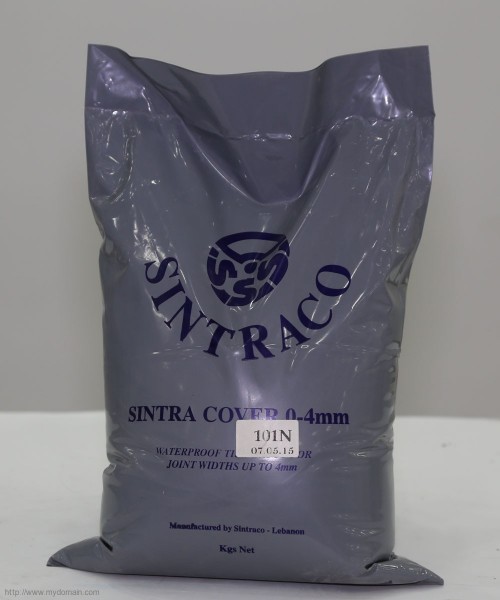 SINTRACO
SINTRA COVER 0-4mm
101N
07.05.15
WATERPROOF
JOINT WIDTHS UP TO 4mm
Manufactured by Sintraco - Lebanon
Kgs Net
http://www.mydomain.com